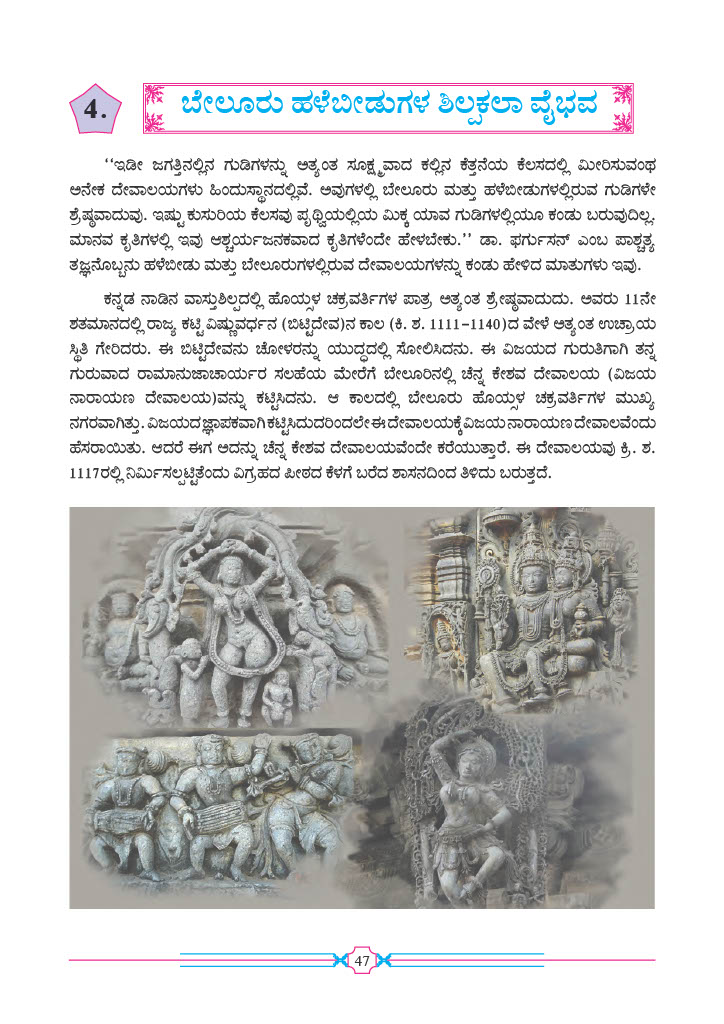 4.
ಬೇಲೂರು ಹಳೆಬೀಡುಗಳ ಶಿಲ್ಪಕಲಾ ವೈಭವ
‘‘ಇಡೀ ಜಗತ್ತಿನಲ್ಲಿನ ಗುಡಿಗಳನ್ನು ಅತ್ಯಂತ ಸೂಕ್ಷ್ಮವಾದ ಕಲ್ಲಿನ ಕೆತ್ತನೆಯ ಕೆಲಸದಲ್ಲಿ ಮೀರಿಸುವಂಥ
ಅನೇಕ ದೇವಾಲಯಗಳು ಹಿಂದುಸ್ಥಾನದಲ್ಲಿವೆ. ಅವುಗಳಲ್ಲಿ ಬೇಲೂರು ಮತ್ತು ಹಳೆಬೀಡುಗಳಲ್ಲಿರುವ ಗುಡಿಗಳೇ
ಶ್ರೆಷ್ಠವಾದುವು. ಇಷ್ಟು ಕುಸುರಿಯ ಕೆಲಸವು ಪೃಥ್ವಿಯಲ್ಲಿಯ ಮಿಕ್ಕ ಯಾವ ಗುಡಿಗಳಲ್ಲಿಯೂ ಕಂಡು ಬರುವುದಿಲ್ಲ.
ಮಾನವ ಕೃತಿಗಳಲ್ಲಿ ಇವು ಆಶ್ಚರ್ಯಜನಕವಾದ ಕೃತಿಗಳೆಂದೇ ಹೇಳಬೇಕು.’’ ಡಾ. ಫರ್ಗುಸನ್ ಎಂಬ ಪಾಶ್ಚತ್ಯ
ತಜ್ಞನೊಬ್ಬನು ಹಳೆಬೀಡು ಮತ್ತು ಬೇಲೂರುಗಳಲ್ಲಿರುವ ದೇವಾಲಯಗಳನ್ನು ಕಂಡು ಹೇಳಿದ ಮಾತುಗಳು ಇವು.
ಕನ್ನಡ ನಾಡಿನ ವಾಸ್ತುಶಿಲ್ಪದಲ್ಲಿ ಹೊಯ್ಸಳ ಚಕ್ರವರ್ತಿಗಳ ಪಾತ್ರ ಅತ್ಯಂತ ಶ್ರೇಷ್ಠವಾದುದು. ಅವರು 11ನೇ
ಶತಮಾನದಲ್ಲಿ ರಾಜ್ಯ ಕಟ್ಟಿ ವಿಷ್ಣುವರ್ಧನ (ಬಿಟ್ಟಿದೇವ)ನ ಕಾಲ (ಕಿ. ಶ. 1111-1140)ದ ವೇಳೆ ಅತ್ಯಂತ ಉಚ್ರಾಯ
ಸ್ಥಿತಿ ಗೇರಿದರು. ಈ ಬಿಟ್ಟಿದೇವನು ಚೋಳರನ್ನು ಯುದ್ಧದಲ್ಲಿ ಸೋಲಿಸಿದನು. ಈ ವಿಜಯದ ಗುರುತಿಗಾಗಿ ತನ್ನ
ಗುರುವಾದ ರಾಮಾನುಜಾಚಾರ್ಯರ ಸಲಹೆಯ ಮೇರೆಗೆ ಬೇಲೂರಿನಲ್ಲಿ ಚೆನ್ನ ಕೇಶವ ದೇವಾಲಯ (ವಿಜಯ
ನಾರಾಯಣ ದೇವಾಲಯ)ವನ್ನು ಕಟ್ಟಿಸಿದನು. ಆ ಕಾಲದಲ್ಲಿ ಬೇಲೂರು ಹೊಯ್ಸಳ ಚಕ್ರವರ್ತಿಗಳ ಮುಖ್ಯ
ನಗರವಾಗಿತ್ತು. ವಿಜಯದ ಜ್ಞಾಪಕವಾಗಿ ಕಟ್ಟಿಸಿದುದರಿಂದಲೇ ಈ ದೇವಾಲಯಕ್ಕೆ ವಿಜಯ ನಾರಾಯಣ ದೇವಾಲವೆಂದು
ಹೆಸರಾಯಿತು. ಆದರೆ ಈಗ ಅದನ್ನು ಚೆನ್ನ ಕೇಶವ ದೇವಾಲಯವೆಂದೇ ಕರೆಯುತ್ತಾರೆ. ಈ ದೇವಾಲಯವು ಕ್ರಿ. ಶ.
1117ರಲ್ಲಿ ನಿರ್ಮಿಸಲ್ಪಟ್ಟಿತೆಂದು ವಿಗ್ರಹದ ಪೀಠದ ಕೆಳಗೆ ಬರೆದ ಶಾಸನದಿಂದ ತಿಳಿದು ಬರುತ್ತದೆ.
47